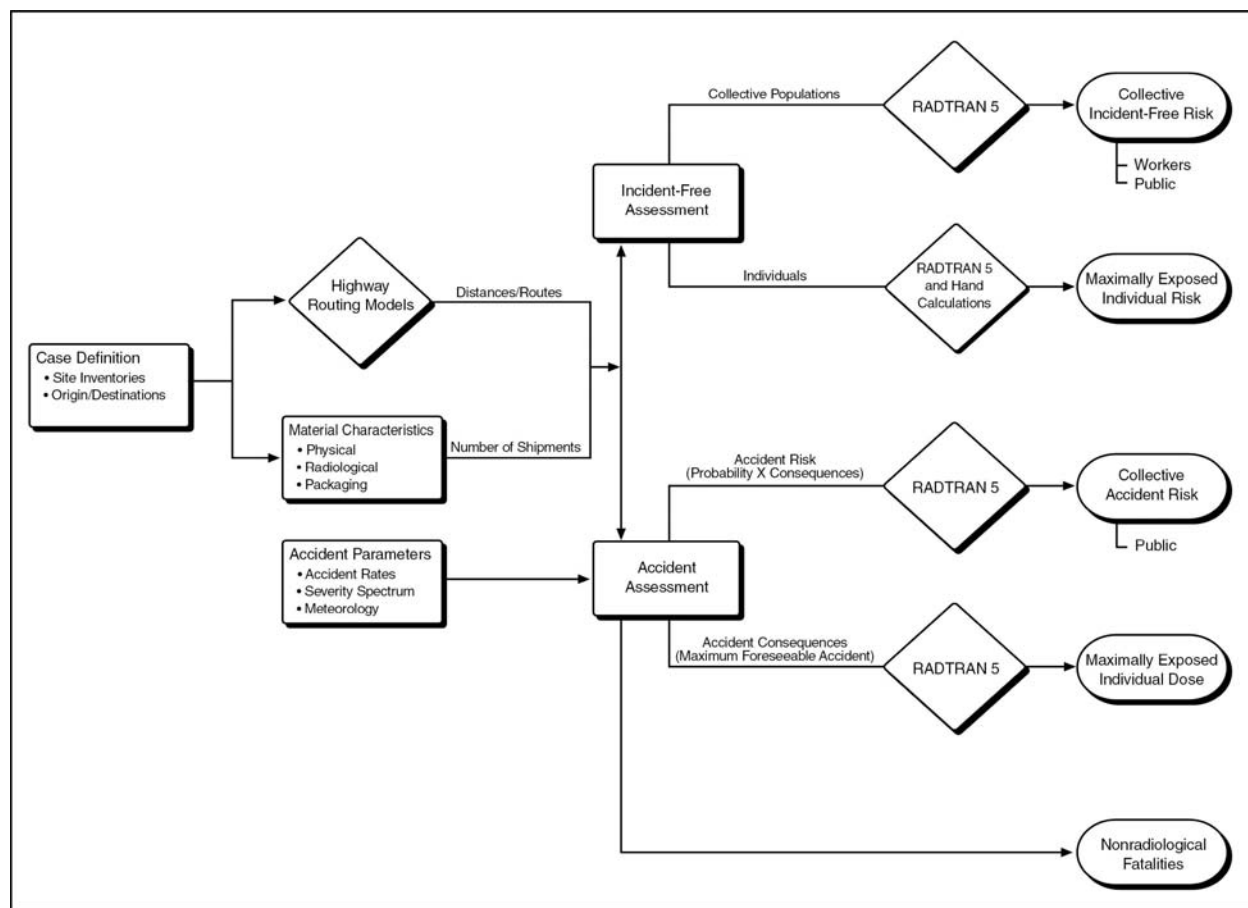 Case Definition
• Site Inventories
• Origin/Destinations
Highway
Routing Models
Distances/Routes
Material Characteristics
• Physical
• Radiological
• Packaging
Number of Shipments
Accident Parameters
• Accident Rates
• Severity Spectrum
• Meteorology
Incident-Free
Assessment
Collective Populations
RADTRAN 5
Collective
Incident-Free Risk
Workers
Public
Individuals
RADTRAN 5
and Hand
Calculations
Maximally Exposed
Individual Risk
Accident
Assessment
Accident Risk
(Probability X Consequences)
RADTRAN 5
Collective
Accident Risk
Public
Accident Consequences
(Maximum Foreseeable Accident)
RADTRAN 5
Maximally Exposed
Individual Dose
Nonradiological
Fatalities